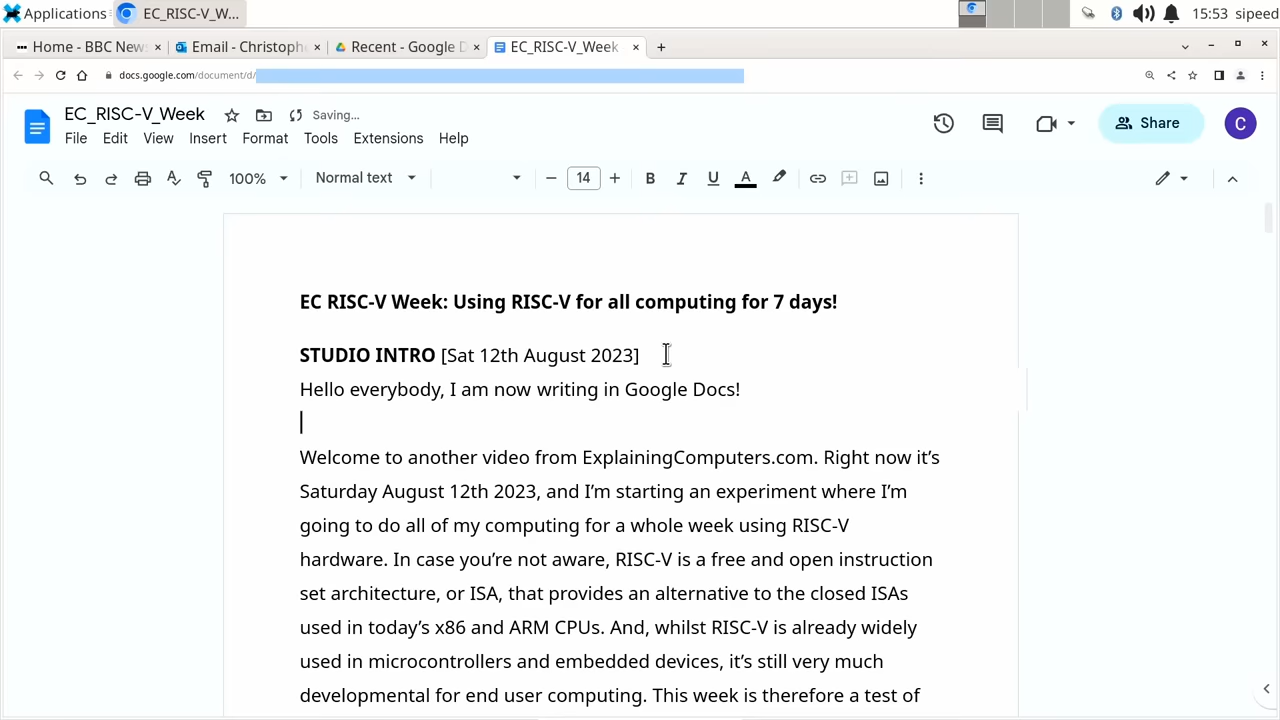 Applications
EC_RISC-V_W...
15:53 sipeed
Home - BBC New
Email - Christoph
Recent - Google D
EC_RISC-V_Week
docs.google.com/document/d/
EC_RISC-V_Week
Saving...
File Edit View Insert Format Tools Extensions Help
Share
C
100%
Normal text
14
B I U A
EC RISC-V Week: Using RISC-V for all computing for 7 days!
STUDIO INTRO [Sat 12th August 2023]
Hello everybody, I am now writing in Google Docs!
Welcome to another video from ExplainingComputers.com. Right now it’s
Saturday August 12th 2023, and I’m starting an experiment where I’m
going to do all of my computing for a whole week using RISC-V
hardware. In case you’re not aware, RISC-V is a free and open instruction
set architecture, or ISA, that provides an alternative to the closed ISAs
used in today’s x86 and ARM CPUs. And, whilst RISC-V is already widely
used in microcontrollers and embedded devices, it’s still very much
developmental for end user computing. This week is therefore a test of